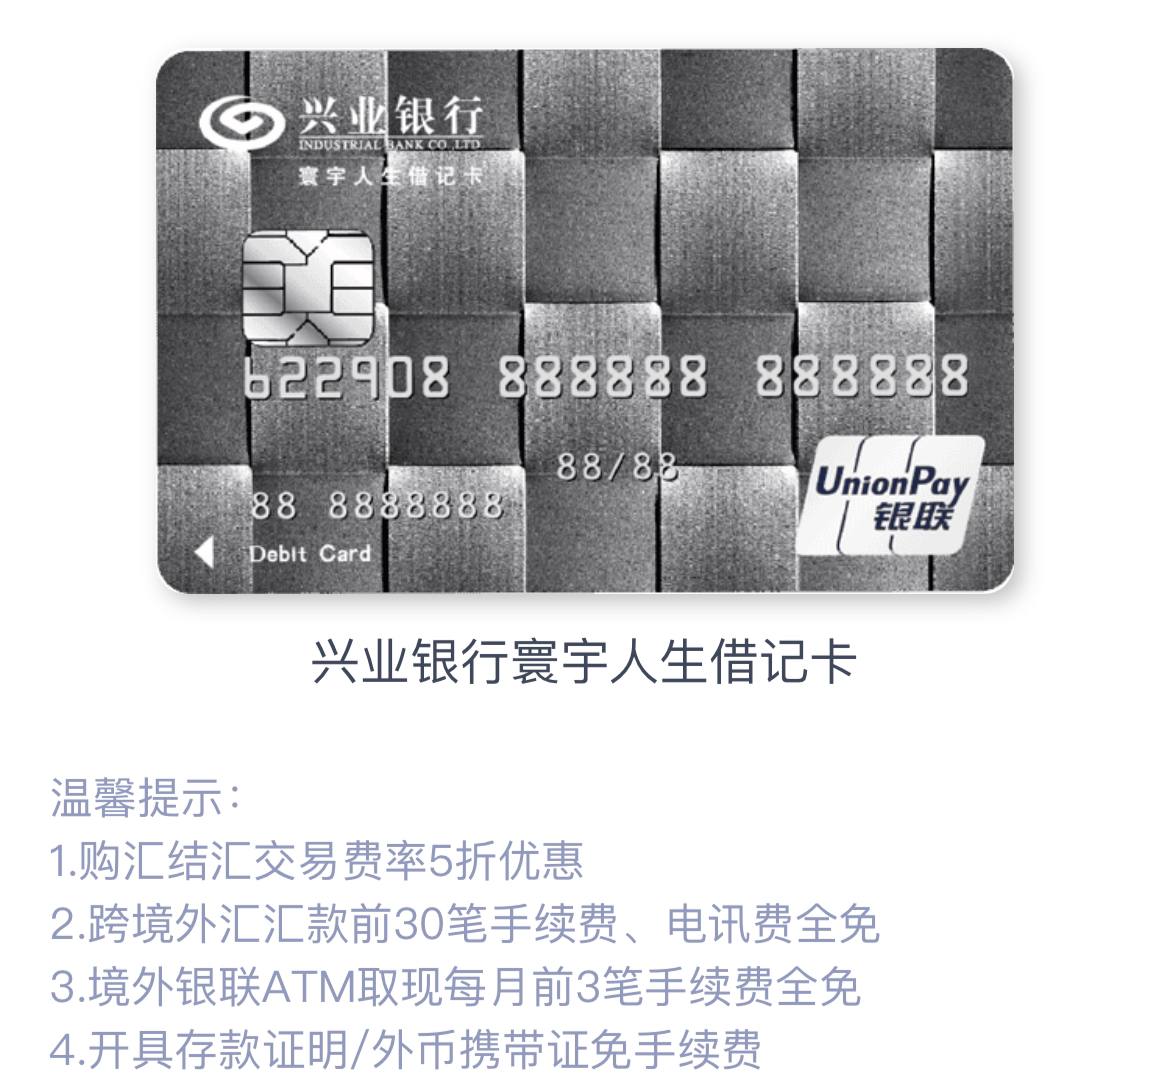 兴业银行
INDUSTRIAL BANK CO.,LTD
寰宇人生借记卡
622908 888888 888888
88/88
88 8888888
Debit Card
UnionPay
银联
兴业银行寰宇人生借记卡
温馨提示：
1.购汇结汇交易费率5折优惠
2.跨境外汇汇款前30笔手续费、电讯费全免
3.境外银联ATM取现每月前3笔手续费全免
4.开具存款证明/外币携带证免手续费